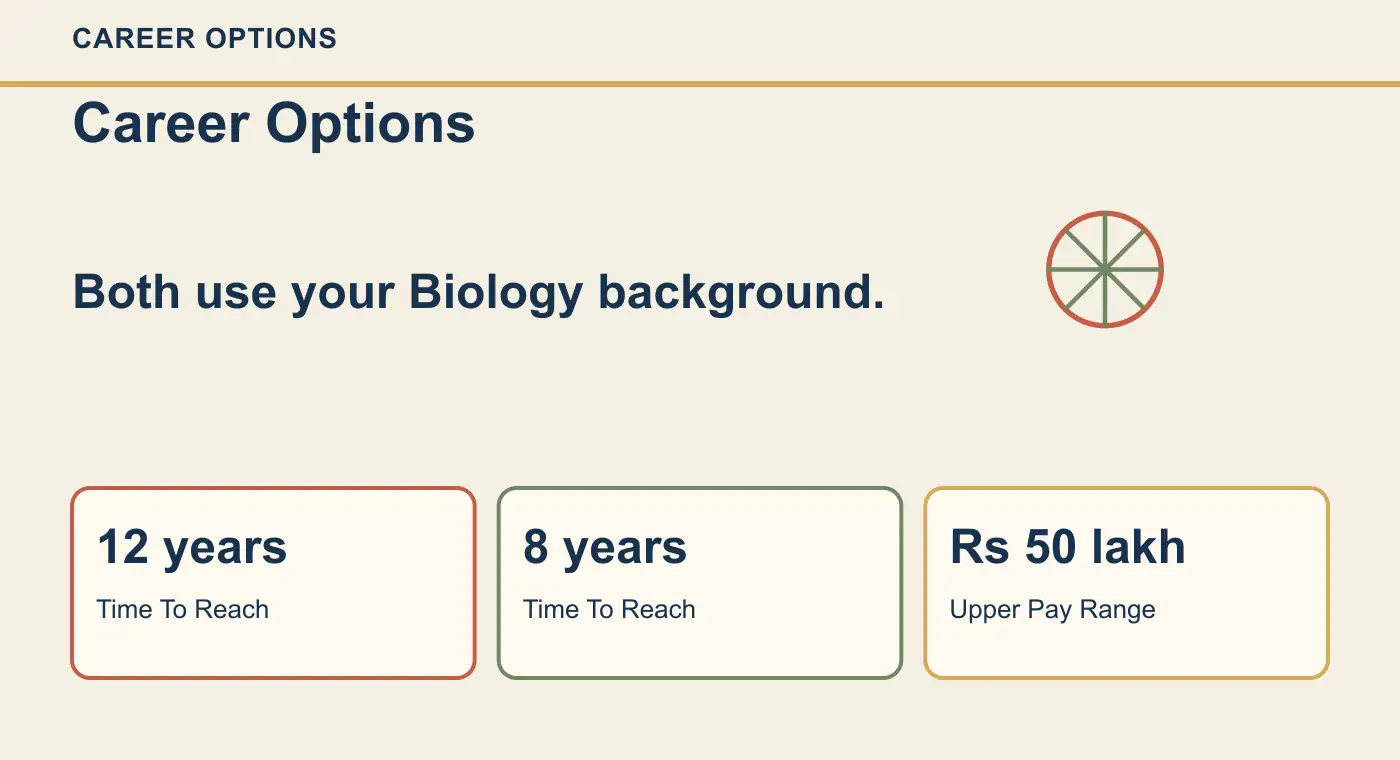 CAREER OPTIONS
Career Options
Both use your Biology background.
12 years
Time To Reach
8 years
Time To Reach
Rs 50 lakh
Upper Pay Range